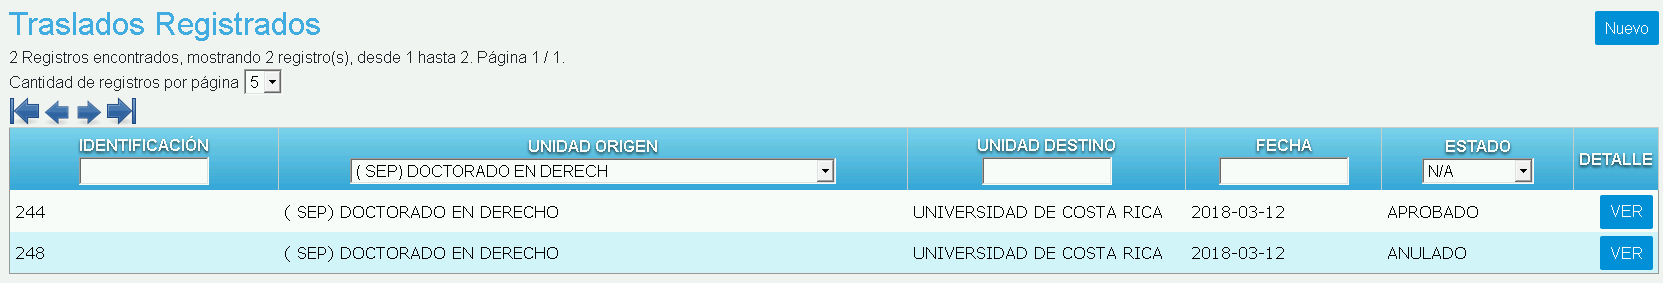 Traslados Registrados
Nuevo
2 Registros encontrados, mostrando 2 registro(s), desde 1 hasta 2. Página 1 / 1.
Cantidad de registros por página 5
IDENTIFICACIÓN UNIDAD ORIGEN UNIDAD DESTINO FECHA ESTADO DETALLE
( SEP) DOCTORADO EN DERECH N/A
244 ( SEP) DOCTORADO EN DERECHO UNIVERSIDAD DE COSTA RICA 2018-03-12 APROBADO VER
248 ( SEP) DOCTORADO EN DERECHO UNIVERSIDAD DE COSTA RICA 2018-03-12 ANULADO VER